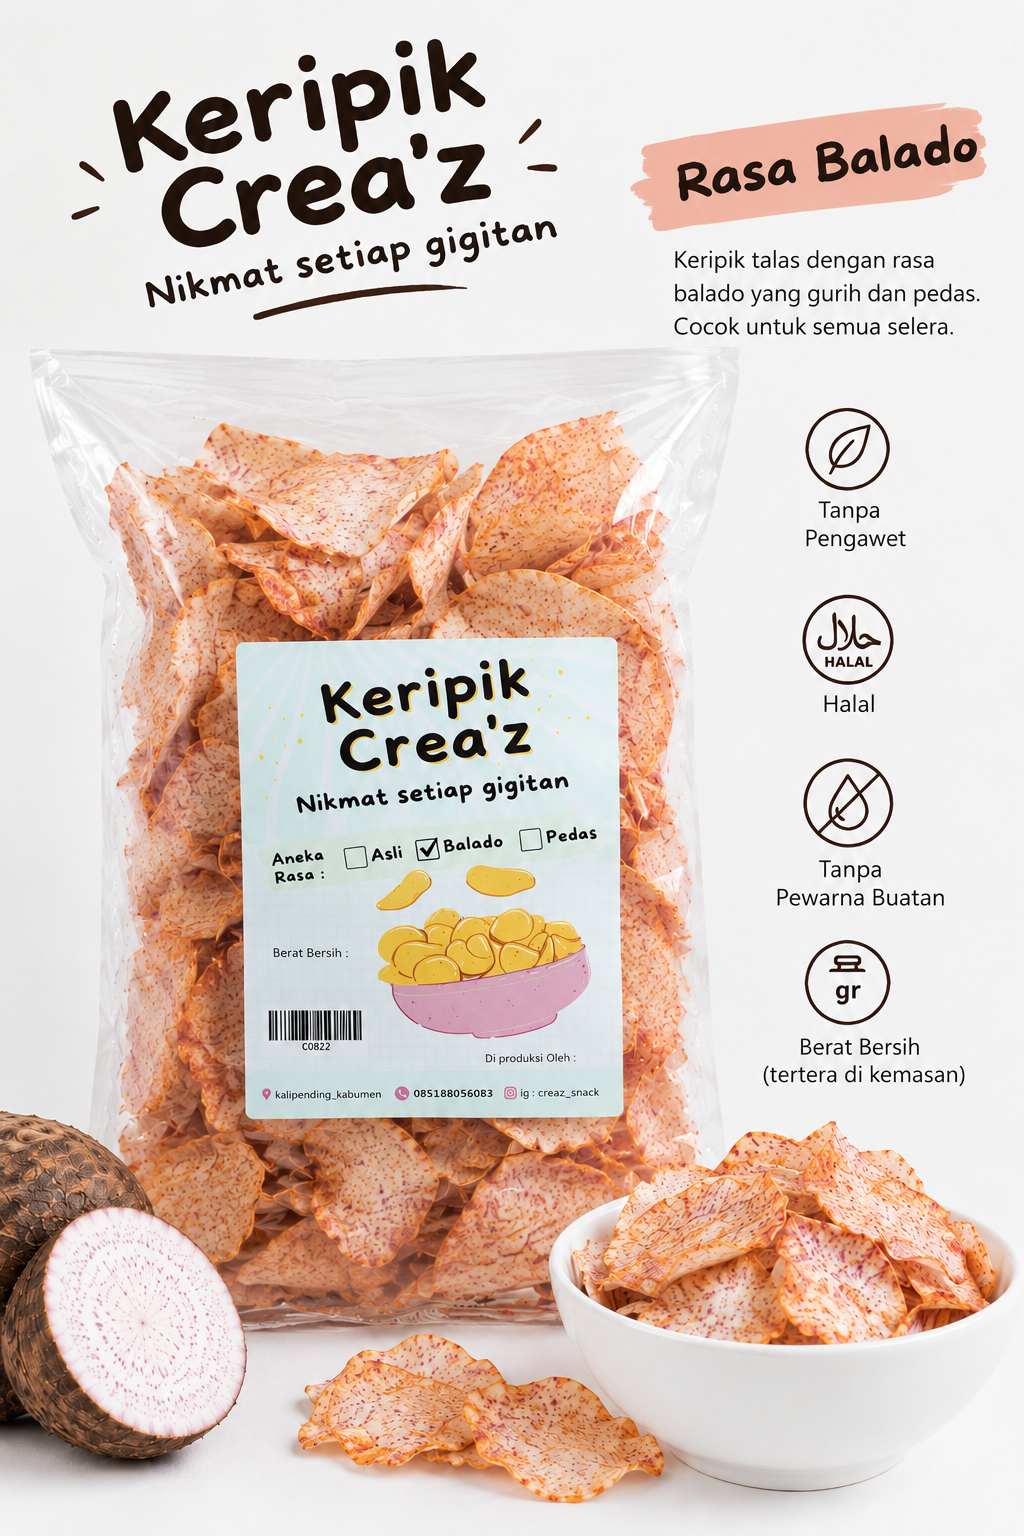 Keripik
Crea'z
Nikmat setiap gigitan
Rasa Balado
Keripik talas dengan rasa
balado yang gurih dan pedas.
Cocok untuk semua selera.
Tanpa
Pengawet
حلال
HALAL
Halal
Tanpa
Pewarna Buatan
gr
Berat Bersih
(tertera di kemasan)
Keripik
Crea'z
Nikmat setiap gigitan
Aneka
Rasa :
Asli
Balado
Pedas
Berat Bersih :
C0822
Di produksi Oleh :
kalipending_kabumen
085188056083
ig : creaz_snack